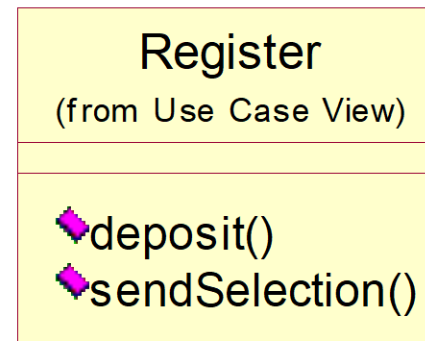 Register
(from Use Case View)
deposit()
sendSelection()